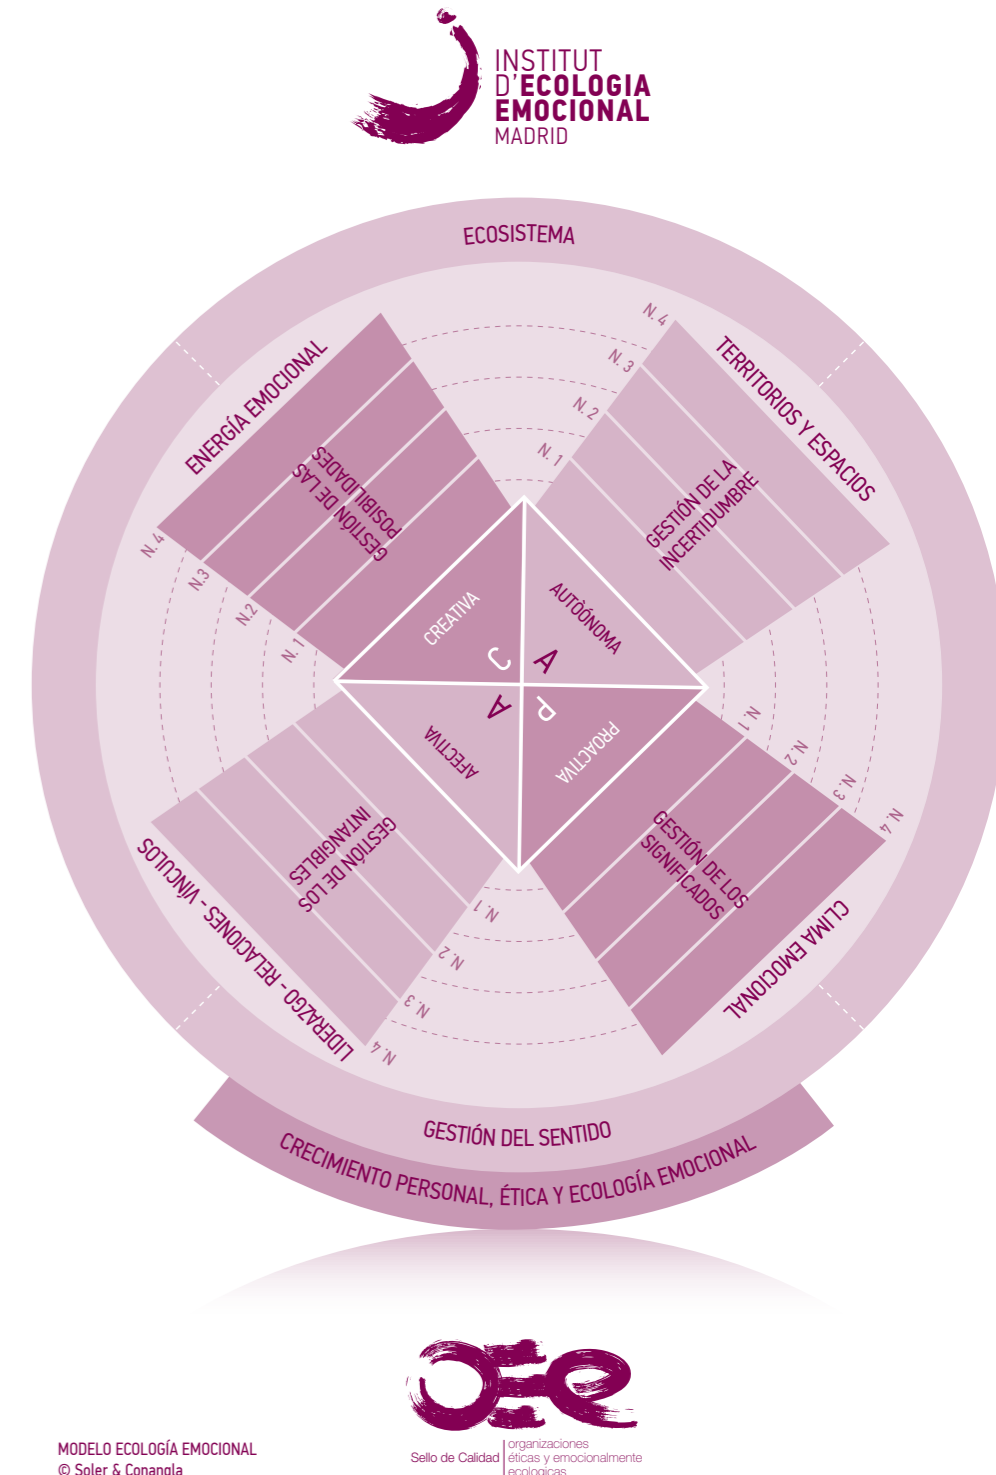 INSTITUT
D'ECOLOGIA
EMOCIONAL
MADRID
ECOSISTEMA
ENERGÍA EMOCIONAL
GESTIÓN DE LAS
POSIBILIDADES
N. 4
N.3
N.2
N. 1
TERRITORIOS Y ESPACIOS
GESTIÓN DE LA
INCERTIDUMBRE
N. 4
N. 3
N. 2
N. 1
CREATIVA
C
AUTÒÓNOMA
A
AFECTIVA
A
PROACTIVA
P
GESTIÓN DE LOS
INTANGIBLES
LIDERAZGO - RELACIONES - VÍNCULOS
N. 1
N. 2
N. 3
N. 4
GESTIÓN DE LOS
SIGNIFICADOS
CLIMA EMOCIONAL
N. 1
N. 2
N. 3
N. 4
GESTIÓN DEL SENTIDO
CRECIMIENTO PERSONAL, ÉTICA Y ECOLOGÍA EMOCIONAL
OEe
Sello de Calidad
organizaciones
éticas y emocionalmente
ecologicas
MODELO ECOLOGÍA EMOCIONAL
© Soler & Conangla